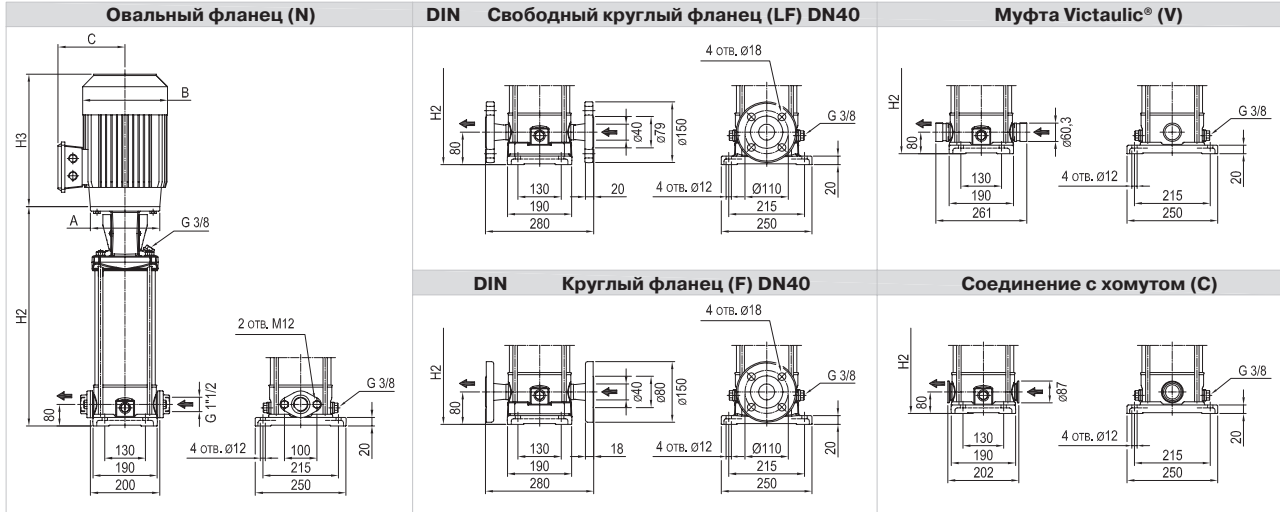 Овальный фланец (N)
C
B
H3
A
G 3/8
H2
2 отв. M12
G 3/8
80
G 1"1/2
20
130
4 отв. Ø12
100
190
215
200
250
DIN Свободный круглый фланец (LF) DN40
4 отв. Ø18
H2
G 3/8
80
ø40
ø79
ø150
20
130
20
4 отв. Ø12
Ø110
190
215
280
250
DIN Круглый фланец (F) DN40
4 отв. Ø18
H2
G 3/8
80
ø40
ø80
ø150
20
130
18
4 отв. Ø12
Ø110
190
215
280
250
Муфта Victaulic® (V)
H2
G 3/8
80
ø60,3
20
130
4 отв. Ø12
190
215
261
250
Соединение с хомутом (C)
H2
G 3/8
80
ø87
20
130
4 отв. Ø12
190
215
202
250